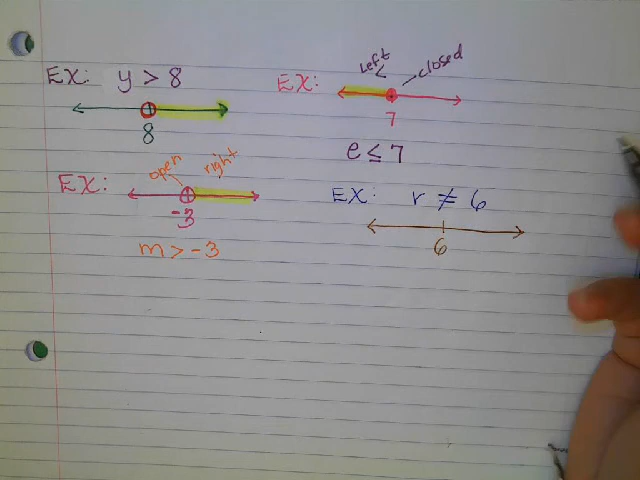 EX: y > 8
8
EX: open right
-3
m > -3
EX: Left < closed
7
e ≤ 7
EX: r ≠ 6
6